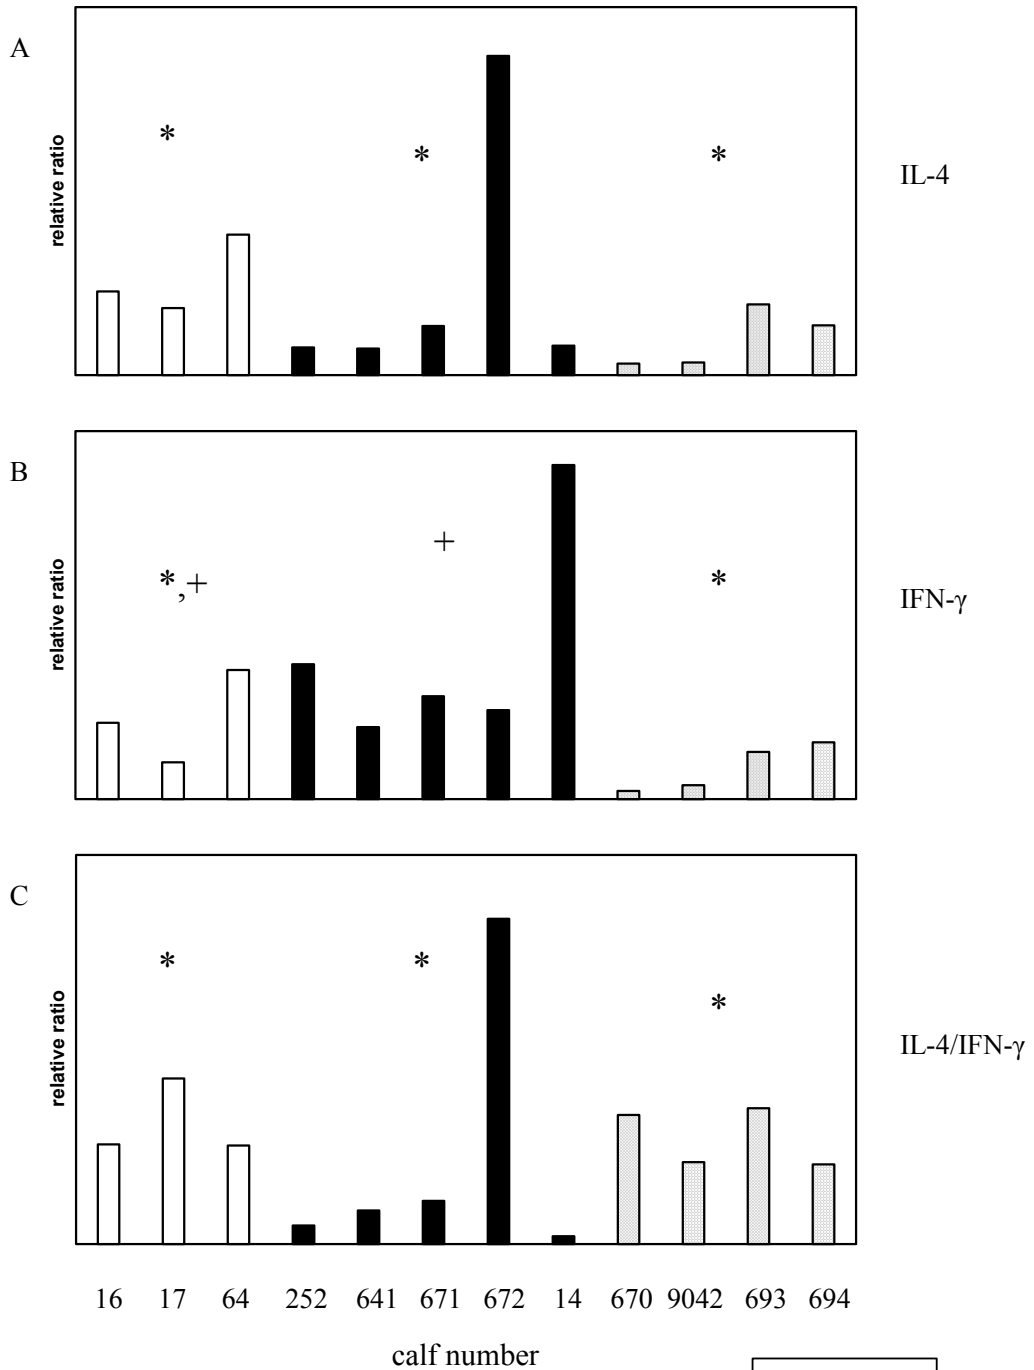 A
relative ratio
*
*
*
IL-4
B
relative ratio
*,+
+
*
IFN-γ
C
relative ratio
*
*
*
IL-4/IFN-γ
16 17 64 252 641 671 672 14 670 9042 693 694
calf number